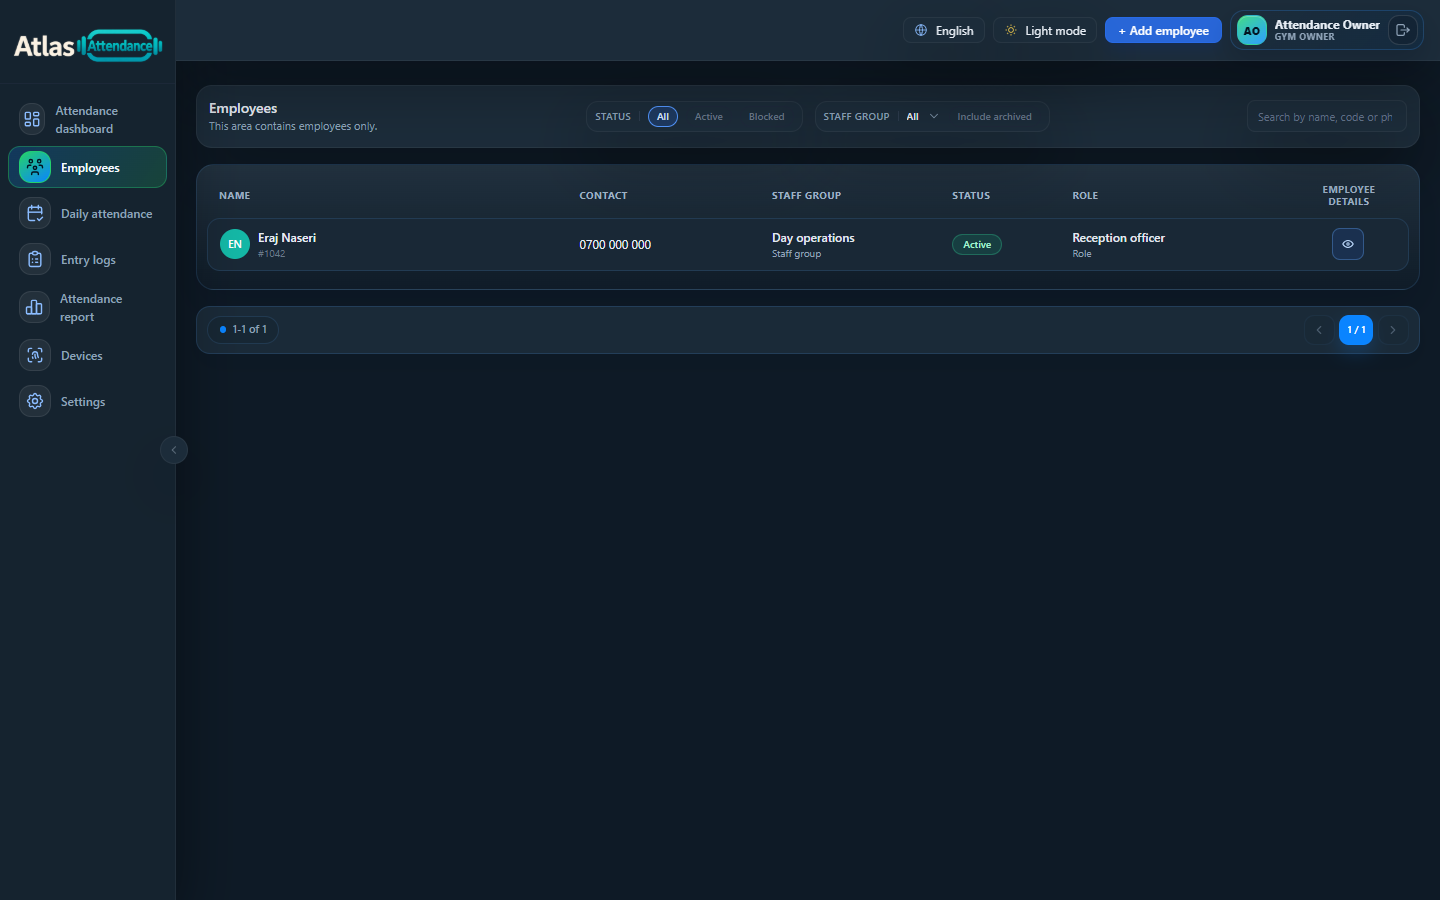 Atlas Attendance
English
Light mode
+ Add employee
AO
Attendance Owner
GYM OWNER
Attendance
dashboard
Employees
Daily attendance
Entry logs
Attendance
report
Devices
Settings
Employees
This area contains employees only.
STATUS All Active Blocked
STAFF GROUP All Include archived
Search by name, code or ph
NAME CONTACT STAFF GROUP STATUS ROLE EMPLOYEE
DETAILS
EN
Eraj Naseri
#1042
0700 000 000
Day operations
Staff group
Active
Reception officer
Role
1-1 of 1
1 / 1